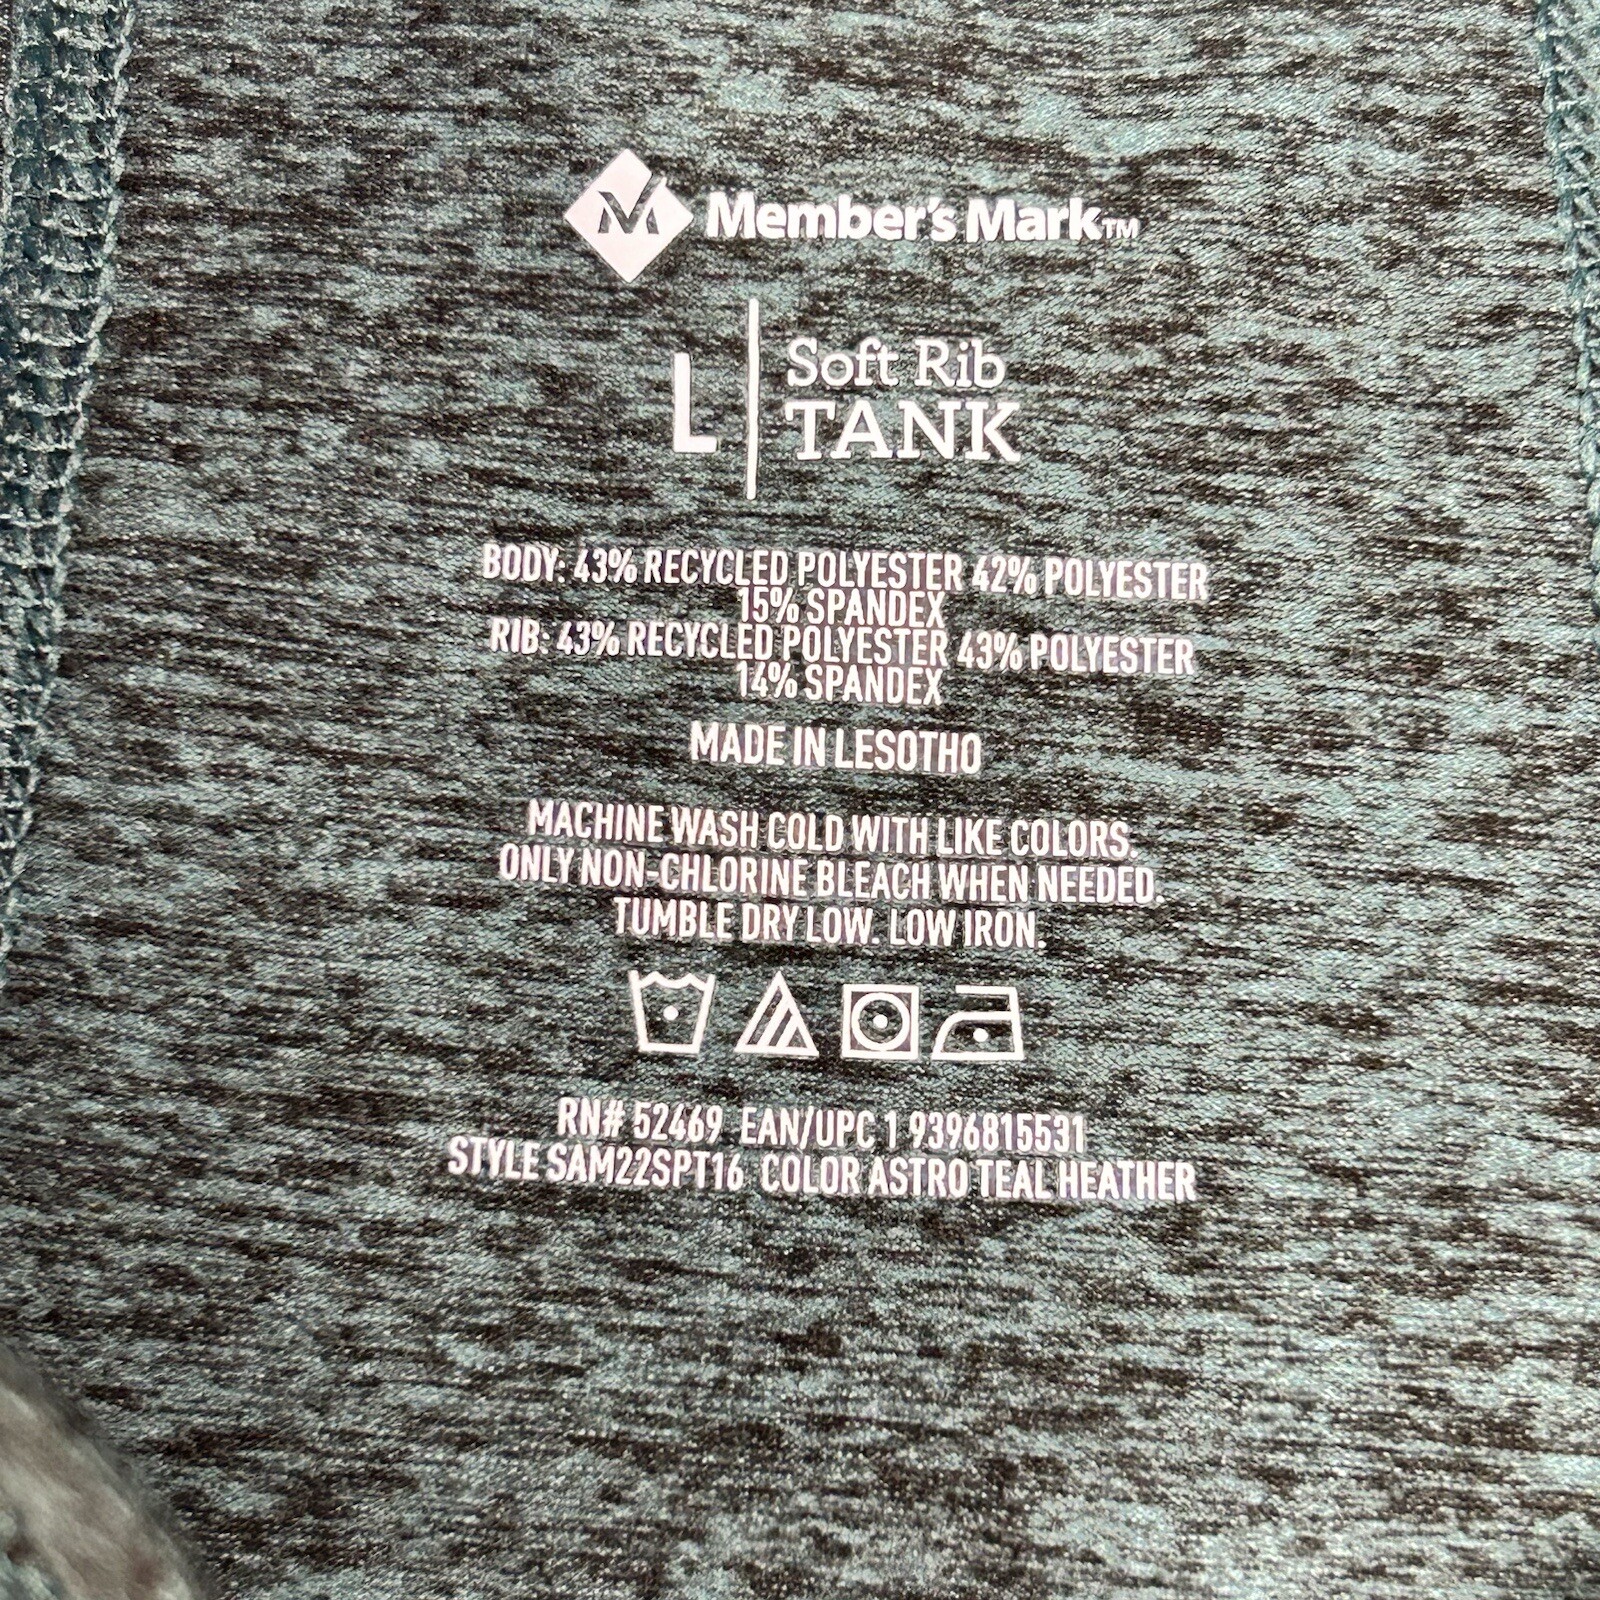 Member's Mark™
L
Soft Rib
TANK
BODY: 43% RECYCLED POLYESTER 42% POLYESTER
15% SPANDEX
RIB: 43% RECYCLED POLYESTER 43% POLYESTER
14% SPANDEX
MADE IN LESOTHO
MACHINE WASH COLD WITH LIKE COLORS.
ONLY NON-CHLORINE BLEACH WHEN NEEDED.
TUMBLE DRY LOW. LOW IRON.
RN# 52469 EAN/UPC 1 9396815531
STYLE SAM22SPT16 COLOR ASTRO TEAL HEATHER